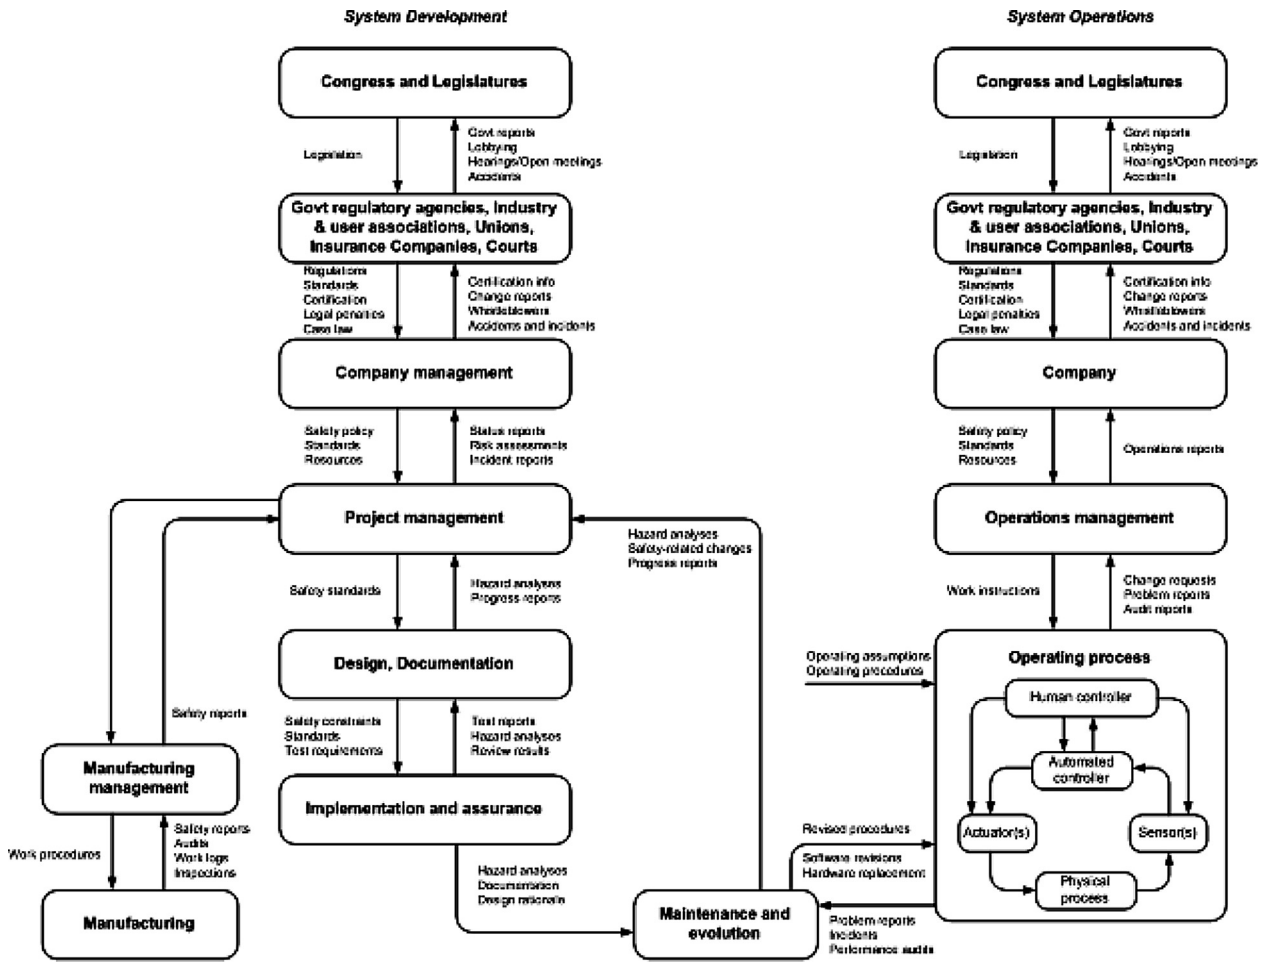 System Development
System Operations
Congress and Legislatures
Congress and Legislatures
Legislation
Govt reports
Lobbying
Hearings/Open meetings
Accidents
Legislation
Govt reports
Lobbying
Hearings/Open meetings
Accidents
Govt regulatory agencies, Industry
& user associations, Unions,
Insurance Companies, Courts
Govt regulatory agencies, Industry
& user associations, Unions,
Insurance Companies, Courts
Regulations
Standards
Certification
Legal penalties
Case law
Certification info
Change reports
Whistleblowers
Accidents and incidents
Regulations
Standards
Certification
Legal penalties
Case law
Certification info
Change reports
Whistleblowers
Accidents and incidents
Company management
Company
Safety policy
Standards
Resources
Status reports
Risk assessments
Incident reports
Safety policy
Standards
Resources
Operations reports
Project management
Operations management
Hazard analyses
Safety-related changes
Progress reports
Safety standards
Hazard analyses
Progress reports
Work instructions
Change requests
Problem reports
Audit reports
Design, Documentation
Operating assumptions
Operating procedures
Operating process
Human controller
Automated
controller
Actuator(s)
Sensor(s)
Physical
process
Safety reports
Safety constraints
Standards
Test requirements
Test reports
Hazard analyses
Review results
Manufacturing
management
Implementation and assurance
Work procedures
Safety reports
Audits
Work logs
Inspections
Revised procedures
Software revisions
Hardware replacement
Hazard analyses
Documentation
Design rationale
Manufacturing
Maintenance and
evolution
Problem reports
Incidents
Performance audits